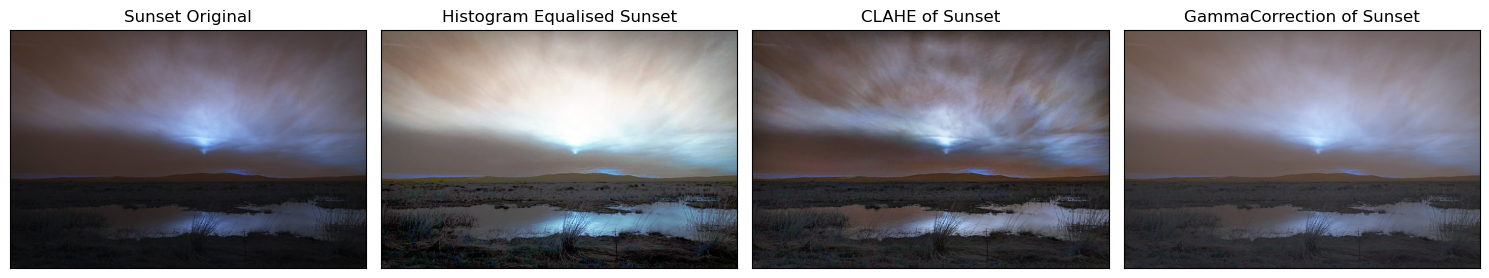 Sunset Original
Histogram Equalised Sunset
CLAHE of Sunset
GammaCorrection of Sunset